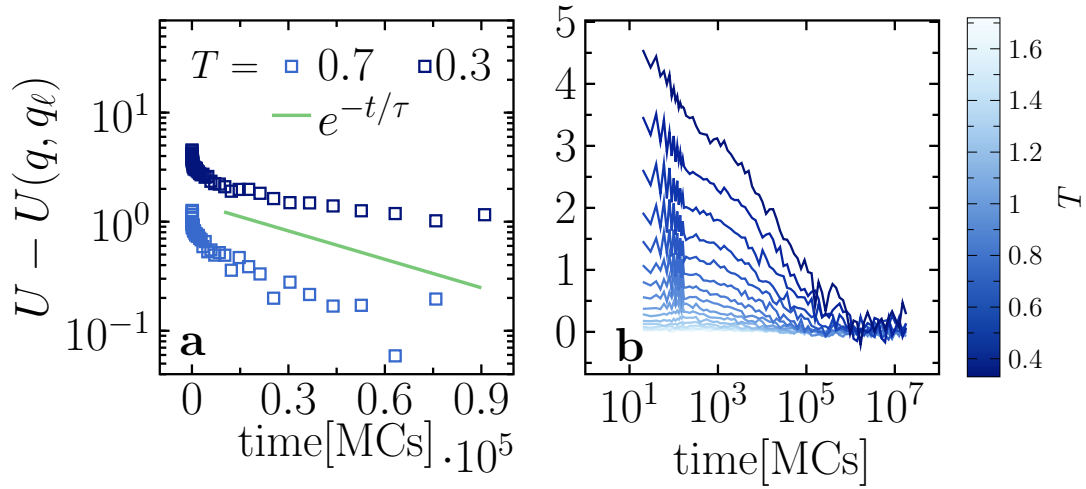 U − U(q, qℓ)
T = 0.7 0.3
e^{−t/τ}
10^1
10^0
10^{−1}
a
0 0.3 0.6 0.9
time[MCs] ·10^5
5
4
3
2
1
0
b
10^1 10^3 10^5 10^7
time[MCs]
1.6
1.4
1.2
1
0.8
0.6
0.4
T